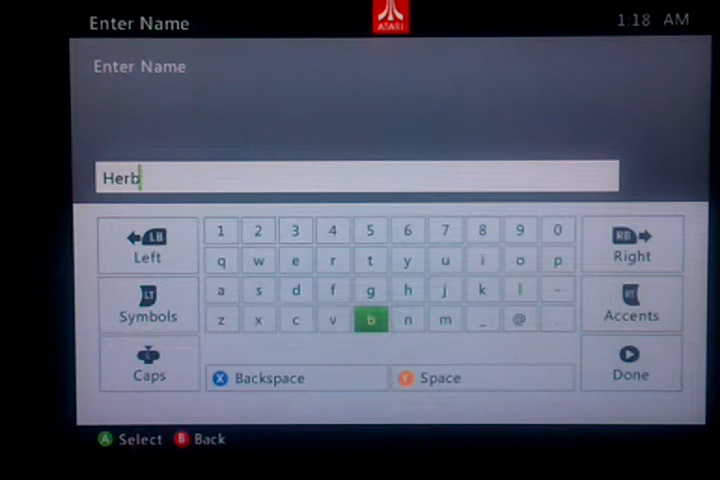 Enter Name
ATARI
1:18 AM
Enter Name
Herb
LB
Left
1 2 3 4 5 6 7 8 9 0
RB
Right
q w e r t y u i o p
LT
Symbols
a s d f g h j k l -
RT
Accents
z x c v b n m _ @ .
Caps
X Backspace
Y Space
Done
A Select B Back